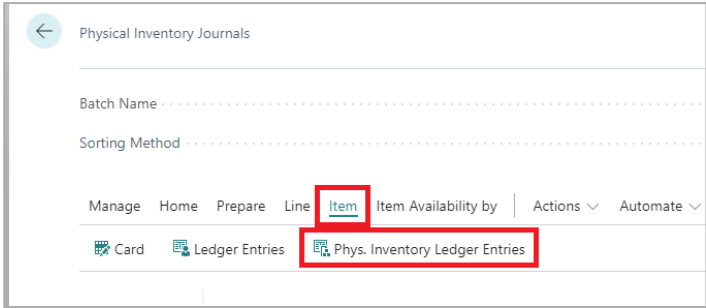 Physical Inventory Journals
Batch Name
Sorting Method
Manage Home Prepare Line Item Item Availability by Actions Automate
Card Ledger Entries Phys. Inventory Ledger Entries